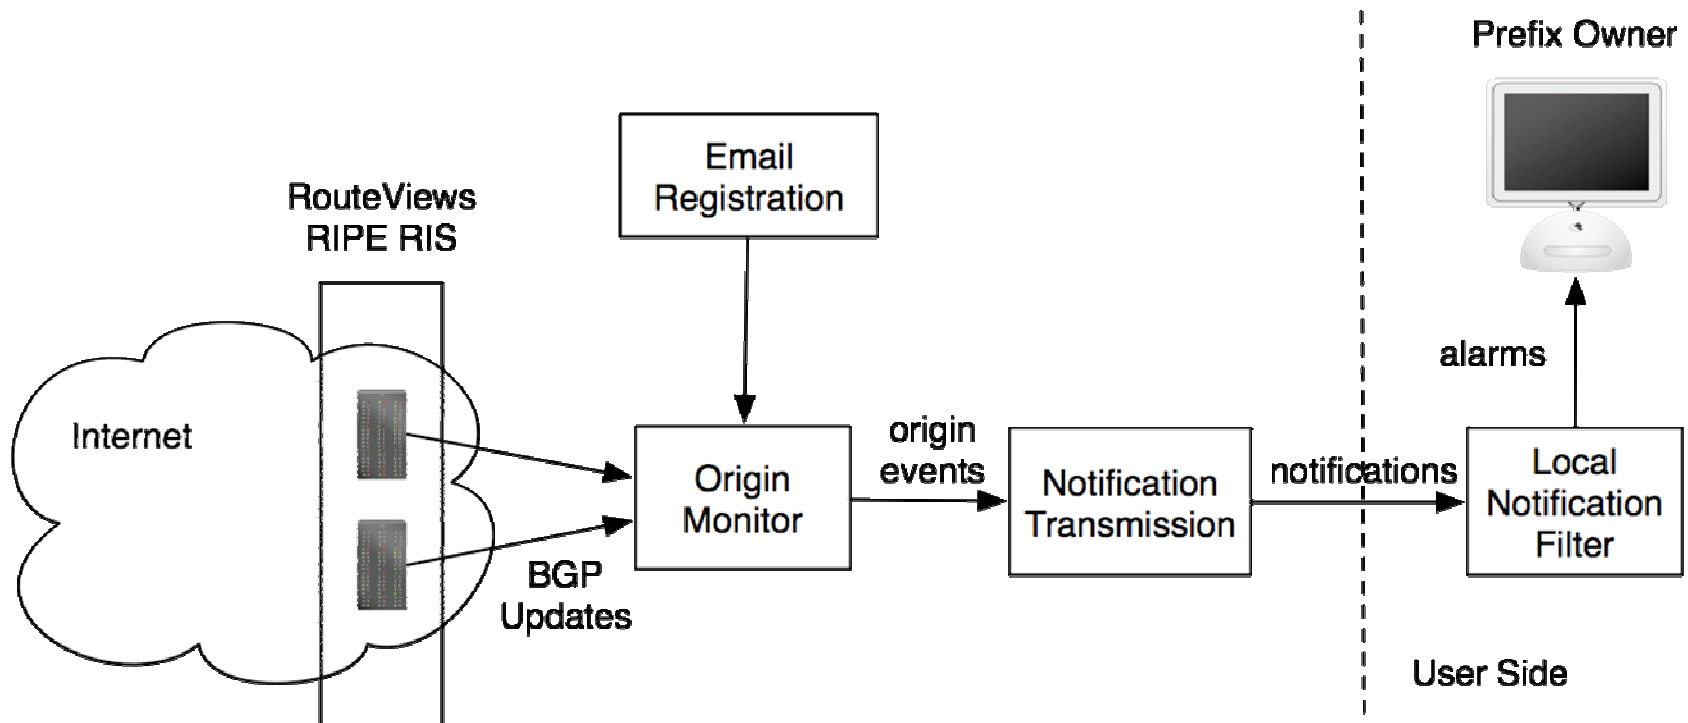 Prefix Owner
Email
Registration
RouteViews
RIPE RIS
alarms
Internet
origin
events
Origin
Monitor
Notification
Transmission
notifications
Local
Notification
Filter
BGP
Updates
User Side